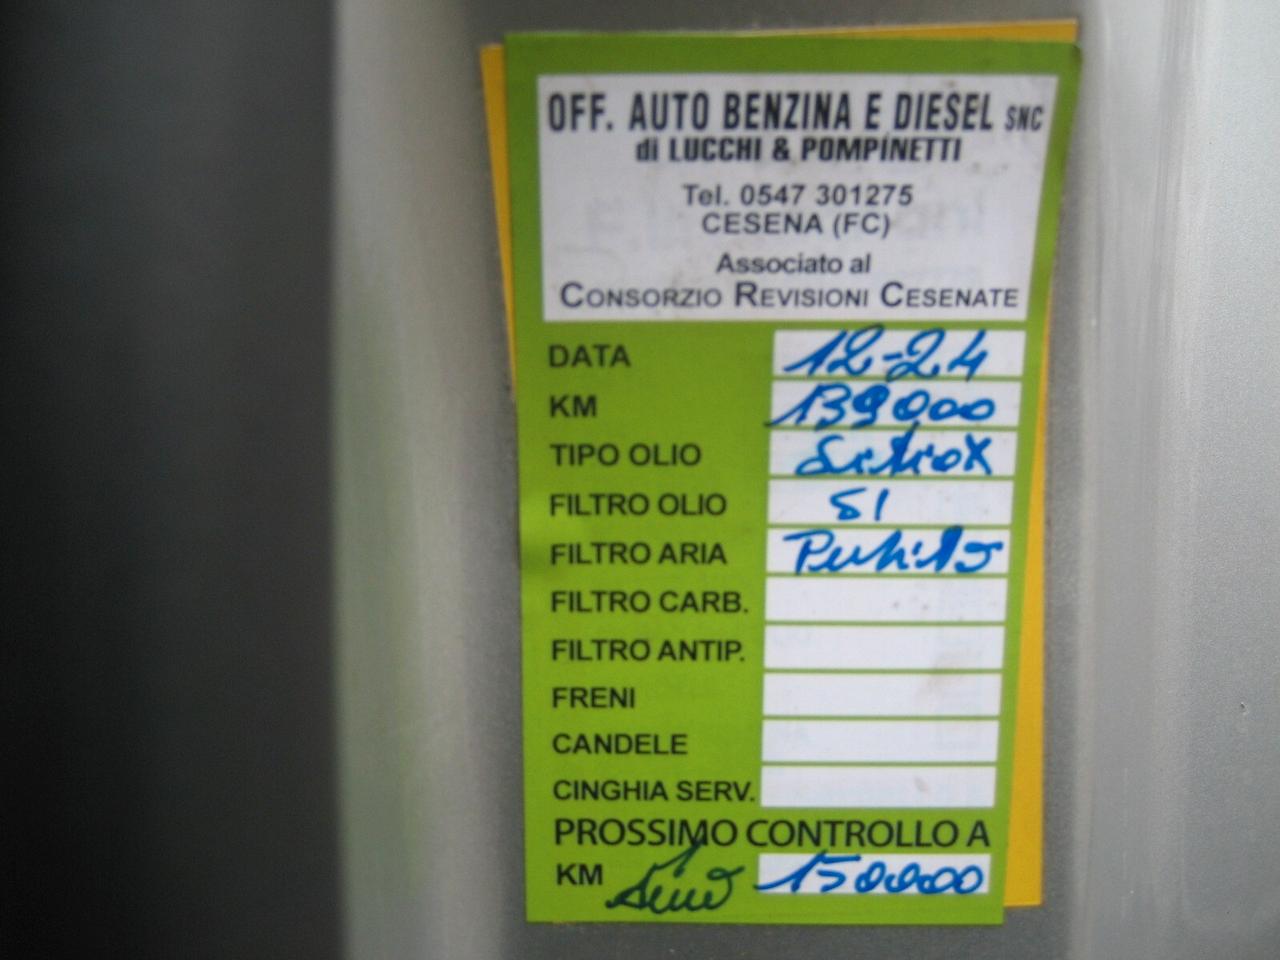 OFF. AUTO BENZINA E DIESEL SNC
di LUCCHI & POMPINETTI
Tel. 0547 301275
CESENA (FC)
Associato al
CONSORZIO REVISIONI CESENATE
DATA 12-24
KM 139000
TIPO OLIO
FILTRO OLIO SI
FILTRO ARIA Pulito
FILTRO CARB.
FILTRO ANTIP.
FRENI
CANDELE
CINGHIA SERV.
PROSSIMO CONTROLLO A
KM 150000